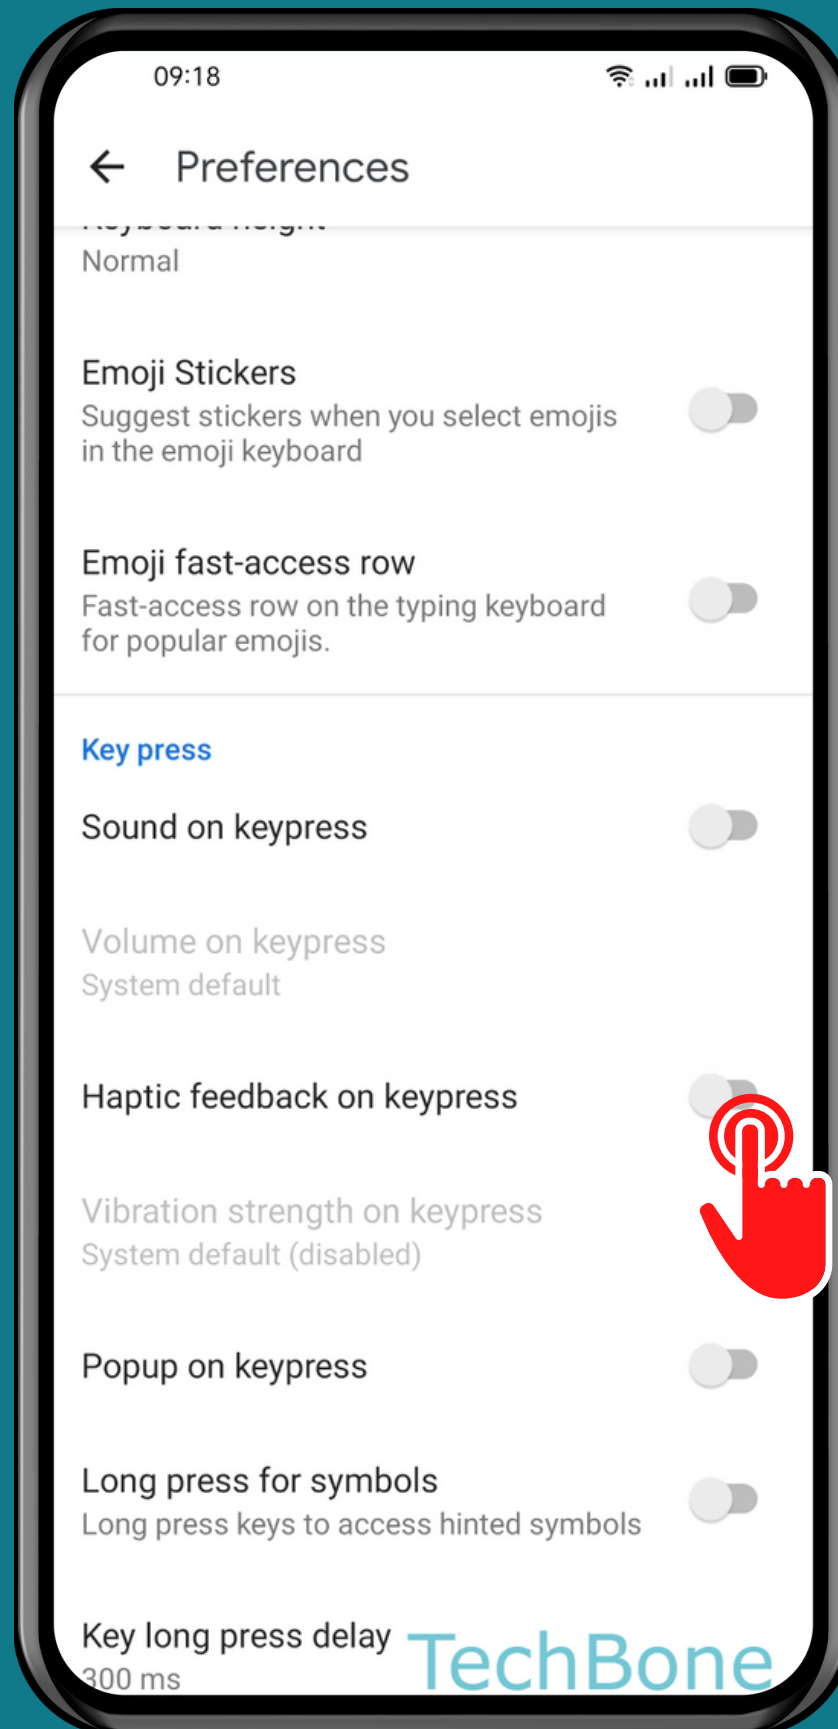 09:18
Preferences
Keyboard height
Normal
Emoji Stickers
Suggest stickers when you select emojis
in the emoji keyboard
Emoji fast-access row
Fast-access row on the typing keyboard
for popular emojis.
Key press
Sound on keypress
Volume on keypress
System default
Haptic feedback on keypress
Vibration strength on keypress
System default (disabled)
Popup on keypress
Long press for symbols
Long press keys to access hinted symbols
Key long press delay
300 ms
TechBone